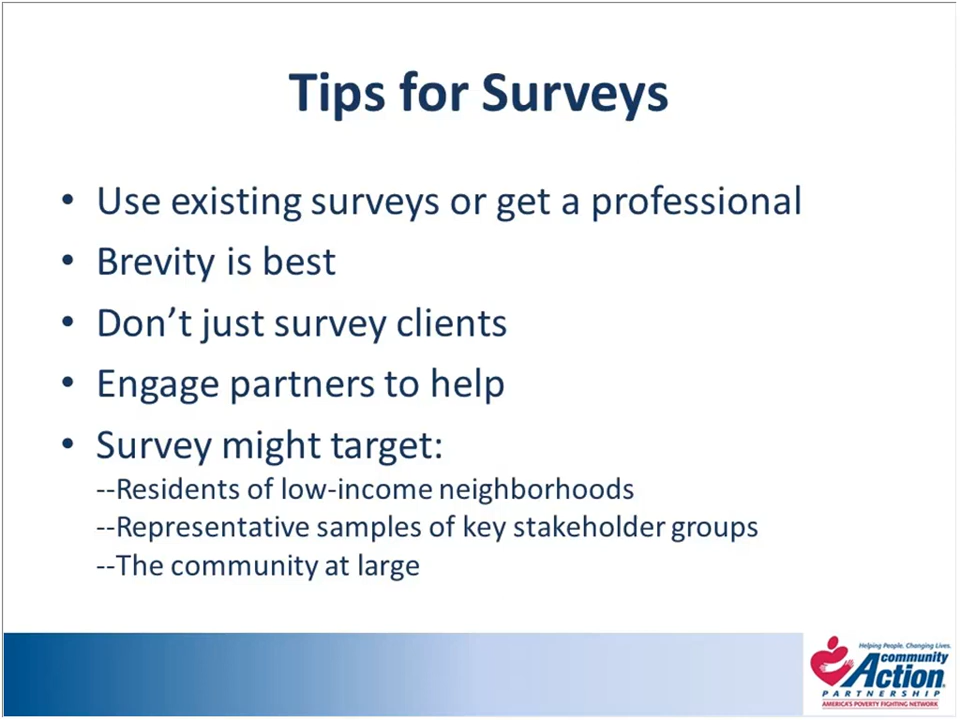 Tips for Surveys
• Use existing surveys or get a professional
• Brevity is best
• Don’t just survey clients
• Engage partners to help
• Survey might target:
--Residents of low-income neighborhoods
--Representative samples of key stakeholder groups
--The community at large
Helping People. Changing Lives.
community
Action
PARTNERSHIP
AMERICA'S POVERTY FIGHTING NETWORK